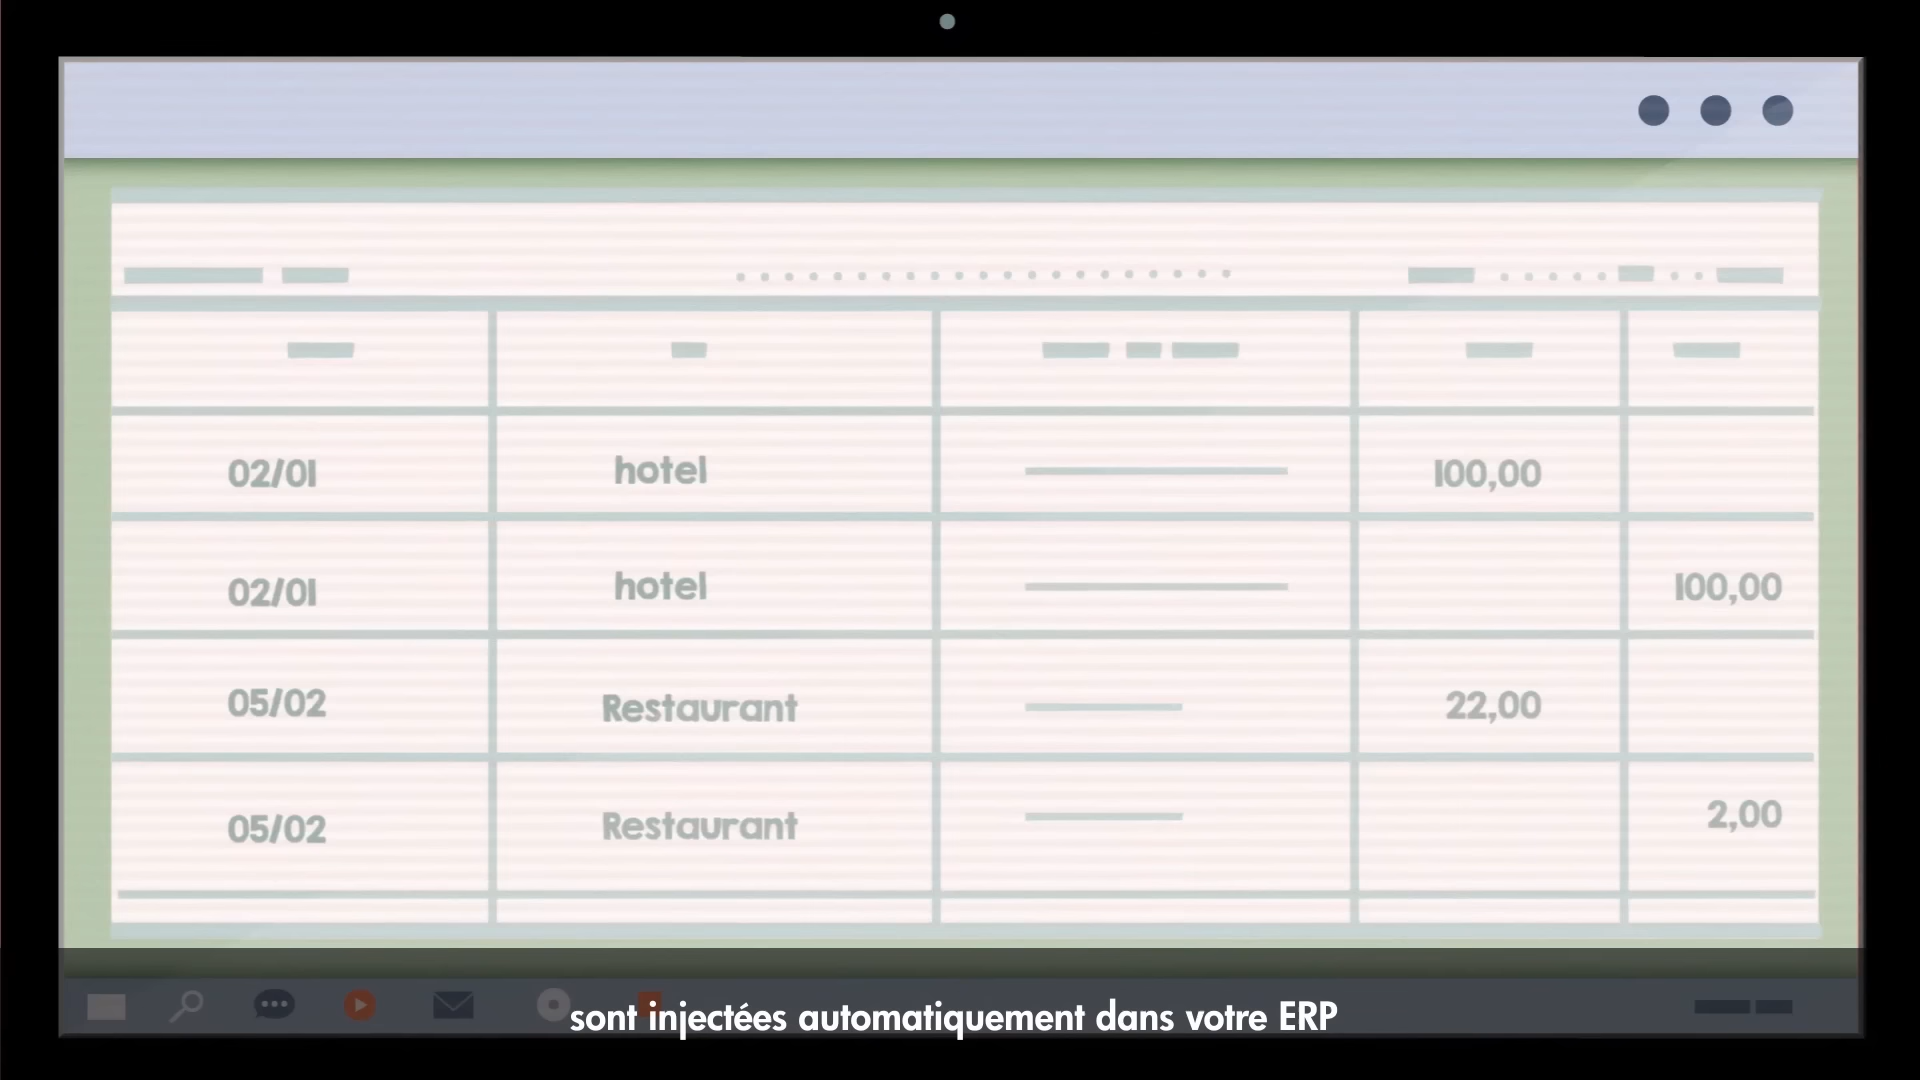 02/01 hotel 100,00
02/01 hotel 100,00
05/02 Restaurant 22,00
05/02 Restaurant 2,00
sont injectées automatiquement dans votre ERP